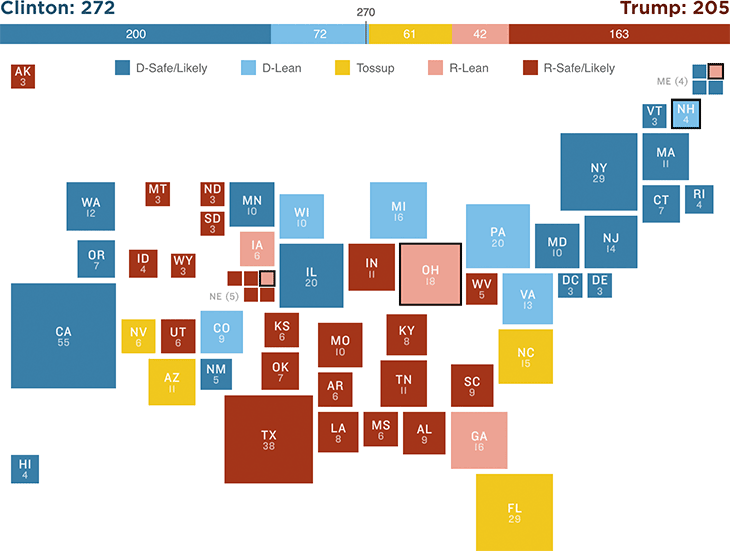 Clinton: 272
270
Trump: 205
200
72
61
42
163
D-Safe/Likely
D-Lean
Tossup
R-Lean
R-Safe/Likely
AK
3
ME (4)
VT
3
NH
4
NY
29
MA
11
WA
12
MT
3
ND
3
MN
10
WI
10
MI
16
CT
7
RI
4
SD
3
PA
20
MD
10
NJ
14
OR
7
ID
4
WY
3
IA
6
IL
20
IN
11
OH
18
NE (5)
WV
5
VA
13
DC
3
DE
3
CA
55
NV
6
UT
6
CO
9
KS
6
MO
10
KY
8
NC
15
AZ
11
NM
5
OK
7
AR
6
TN
11
SC
9
TX
38
LA
8
MS
6
AL
9
GA
16
HI
4
FL
29